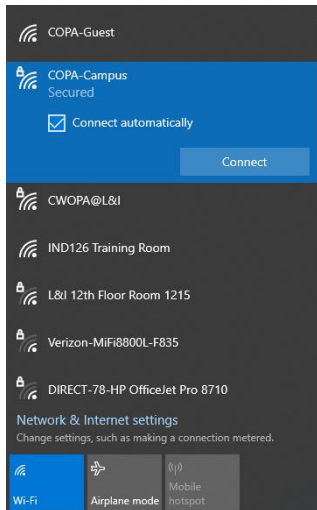 COPA-Guest
COPA-Campus
Secured
Connect automatically
Connect
CWOPA@L&I
IND126 Training Room
L&I 12th Floor Room 1215
Verizon-MiFi8800L-F835
DIRECT-78-HP OfficeJet Pro 8710
Network & Internet settings
Change settings, such as making a connection metered.
Wi-Fi
Airplane mode
Mobile
hotspot